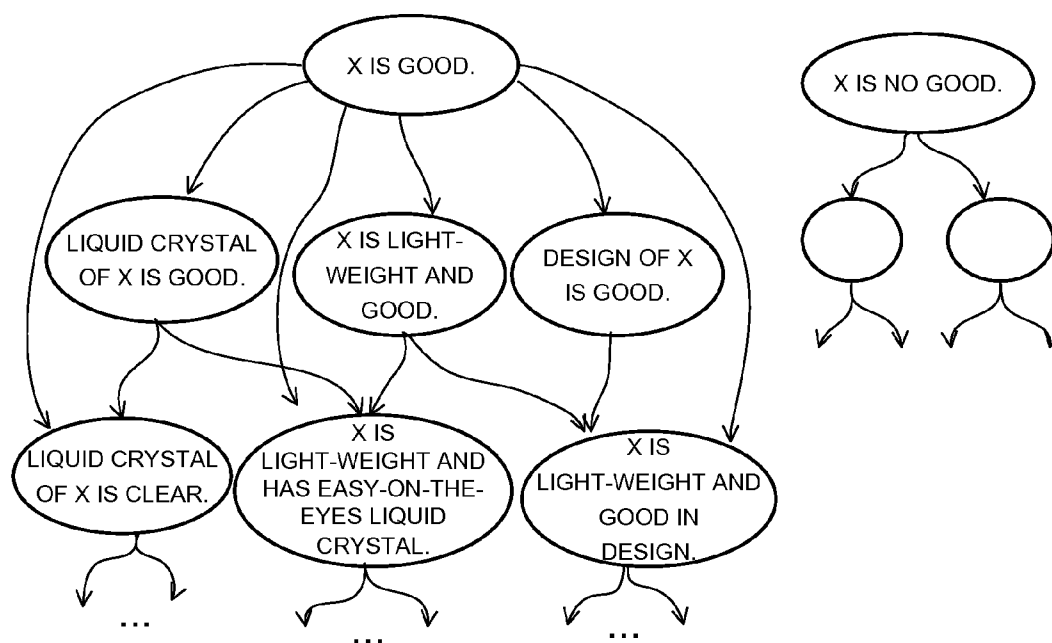 X IS GOOD.
X IS NO GOOD.
LIQUID CRYSTAL
OF X IS GOOD.
X IS LIGHT-
WEIGHT AND
GOOD.
DESIGN OF X
IS GOOD.
LIQUID CRYSTAL
OF X IS CLEAR.
X IS
LIGHT-WEIGHT AND
HAS EASY-ON-THE-
EYES LIQUID
CRYSTAL.
X IS
LIGHT-WEIGHT AND
GOOD IN
DESIGN.
...
...
...